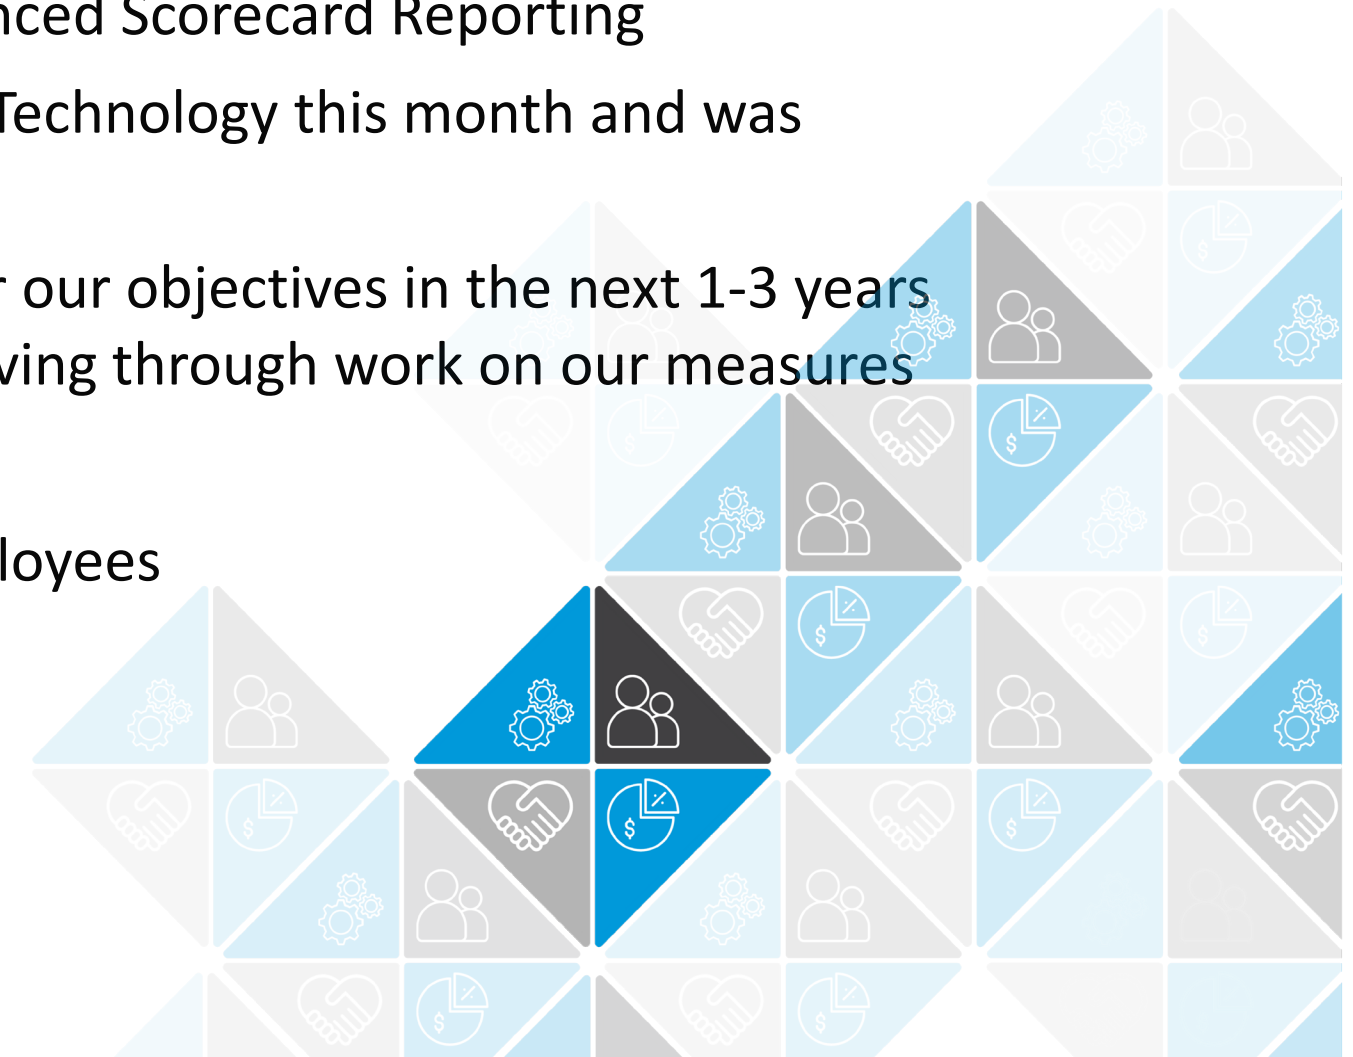 nced Scorecard Reporting
Technology this month and was
r our objectives in the next 1-3 years
ving through work on our measures
loyees